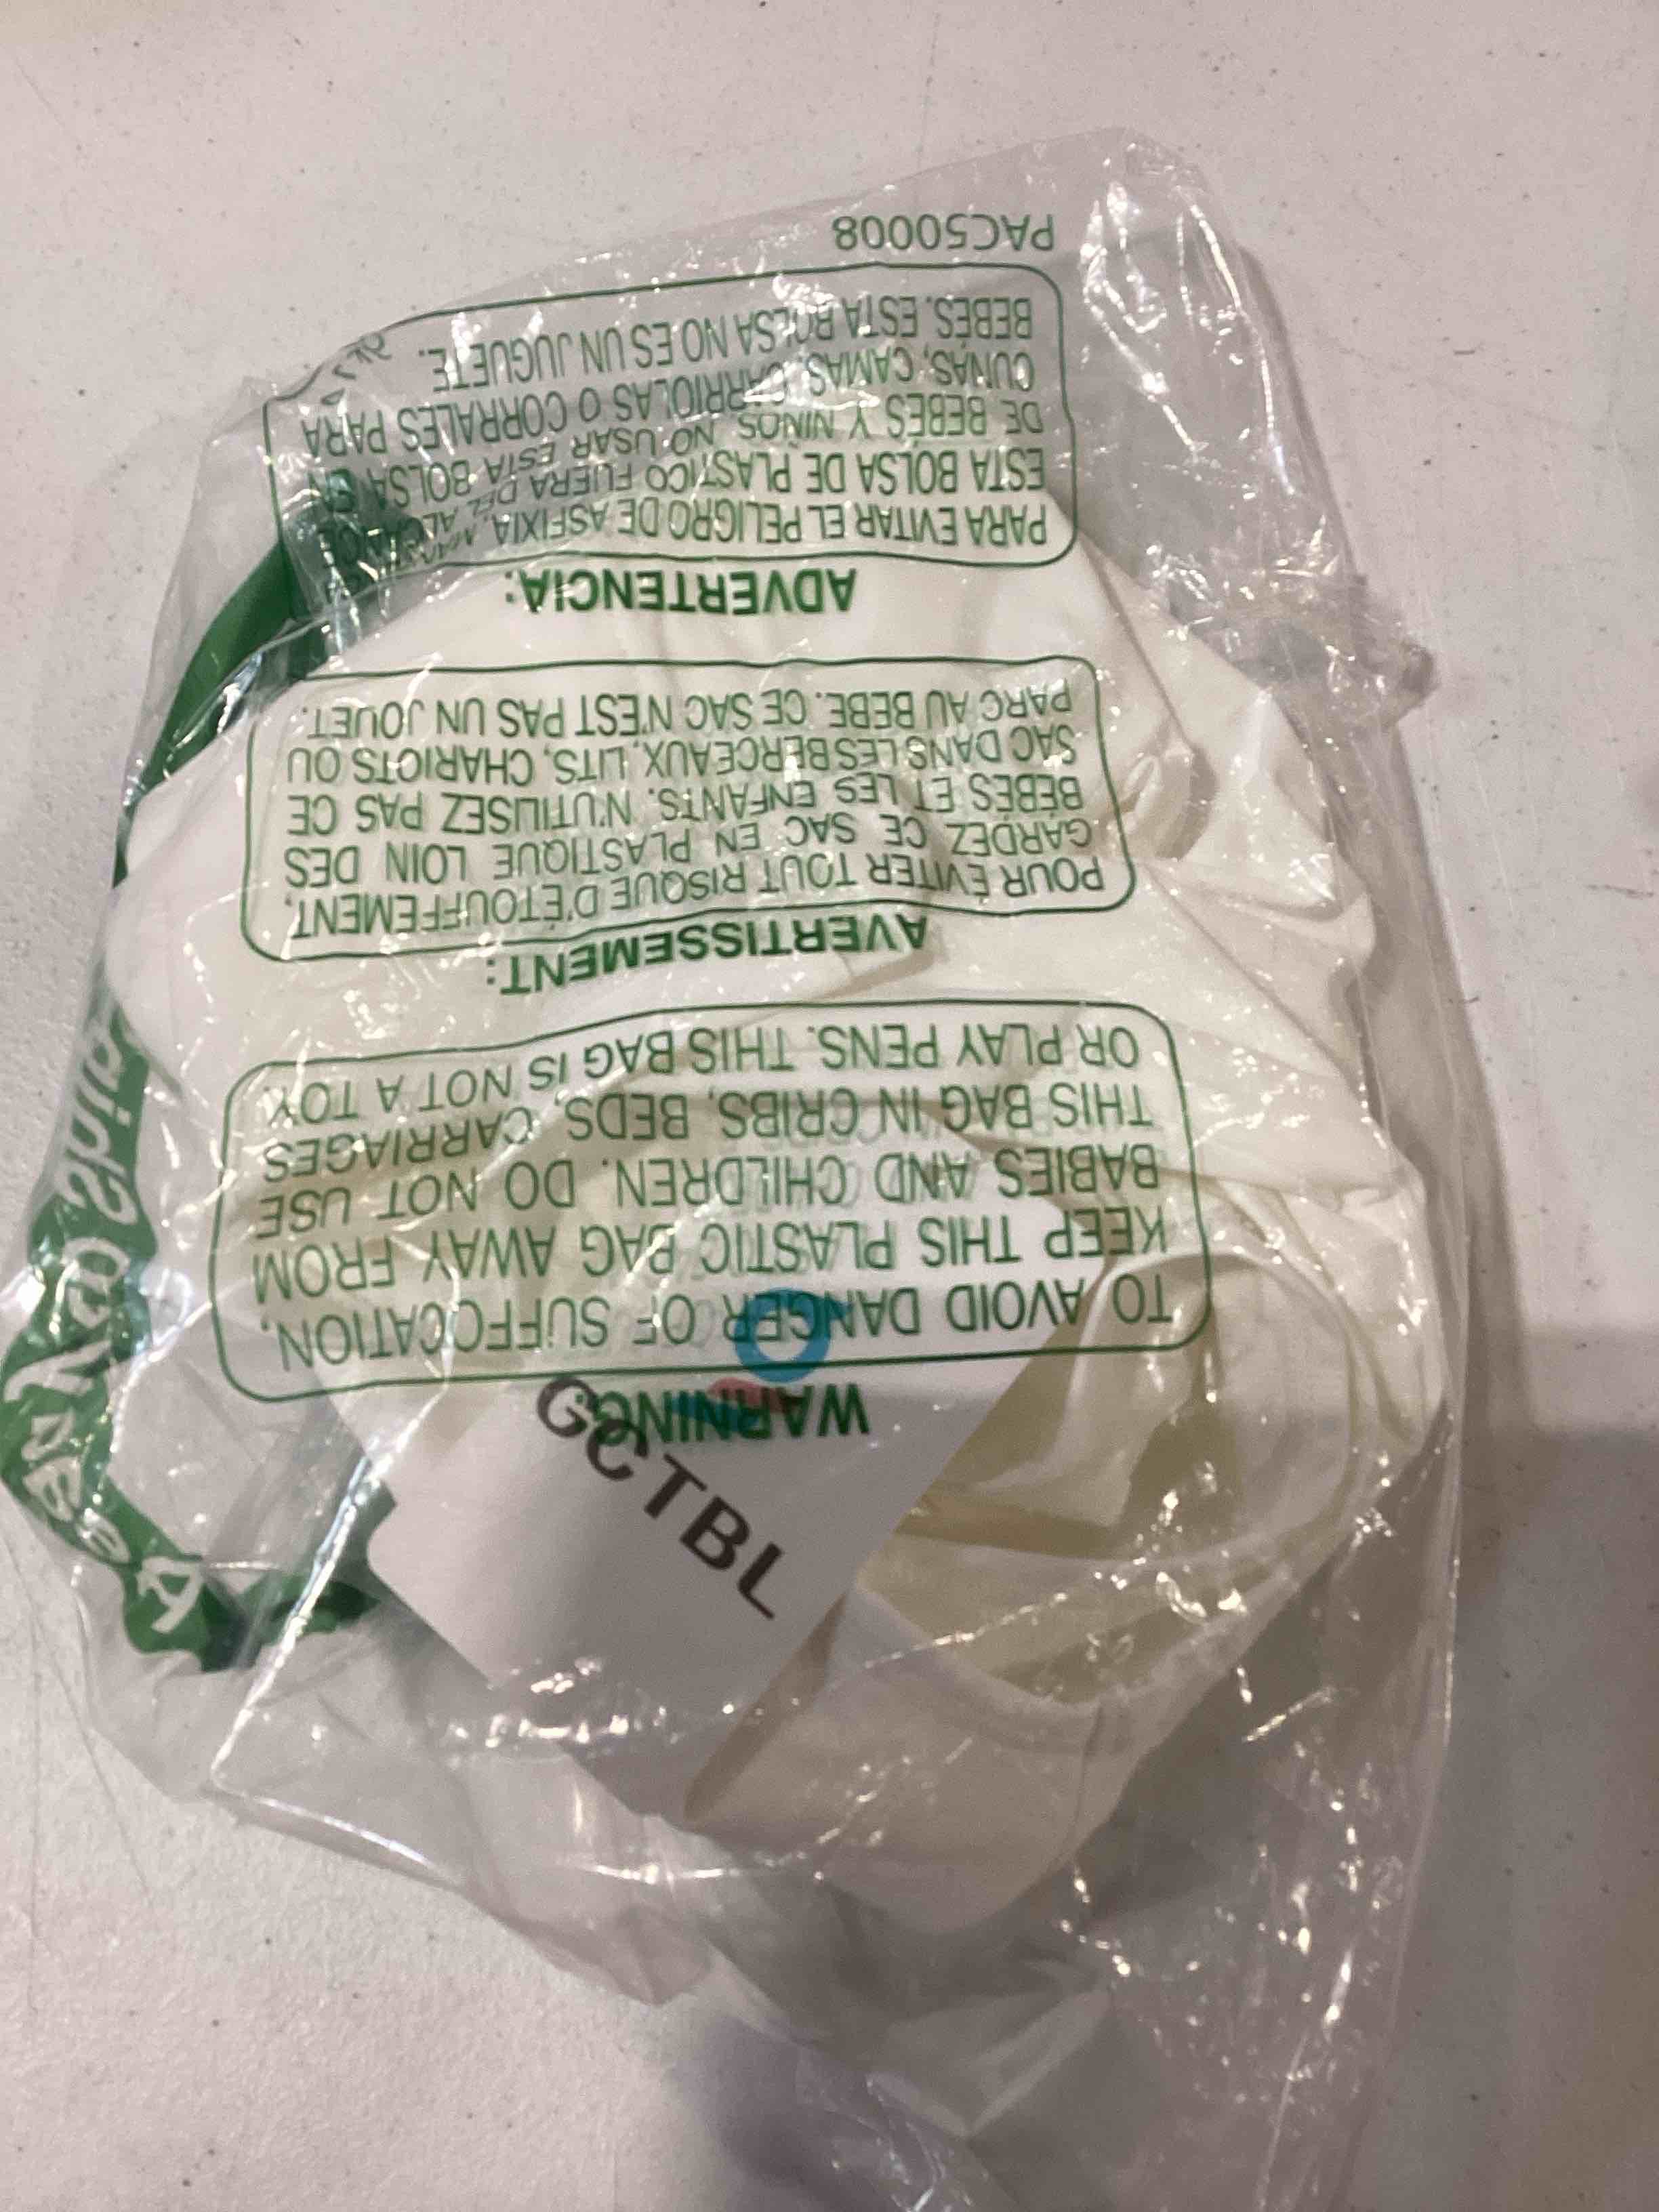 WARNING:
TO AVOID DANGER OF SUFFOCATION,
KEEP THIS PLASTIC BAG AWAY FROM
BABIES AND CHILDREN. DO NOT USE
THIS BAG IN CRIBS, BEDS, CARRIAGES
OR PLAY PENS. THIS BAG IS NOT A TOY.
AVERTISSEMENT:
POUR ÉVITER TOUT RISQUE D'ÉTOUFFEMENT,
GARDEZ CE SAC EN PLASTIQUE LOIN DES
BÉBÉS ET LES ENFANTS. N'UTILISEZ PAS CE
SAC DANS LES BERCEAUX, LITS, CHARIOTS OU
PARC AU BÉBÉ. CE SAC N'EST PAS UN JOUET.
ADVERTENCIA:
PARA EVITAR EL PELIGRO DE ASFIXIA,
ESTA BOLSA DE PLASTICO FUERA DEL
DE BEBÉS Y NIÑOS. NO USAR ESTA BOLSA EN
CUNAS, CAMAS, CARRIOLAS O CORRALES PARA
BEBÉS. ESTA BOLSA NO ES UN JUGUETE.
PAC50008
GCTBL